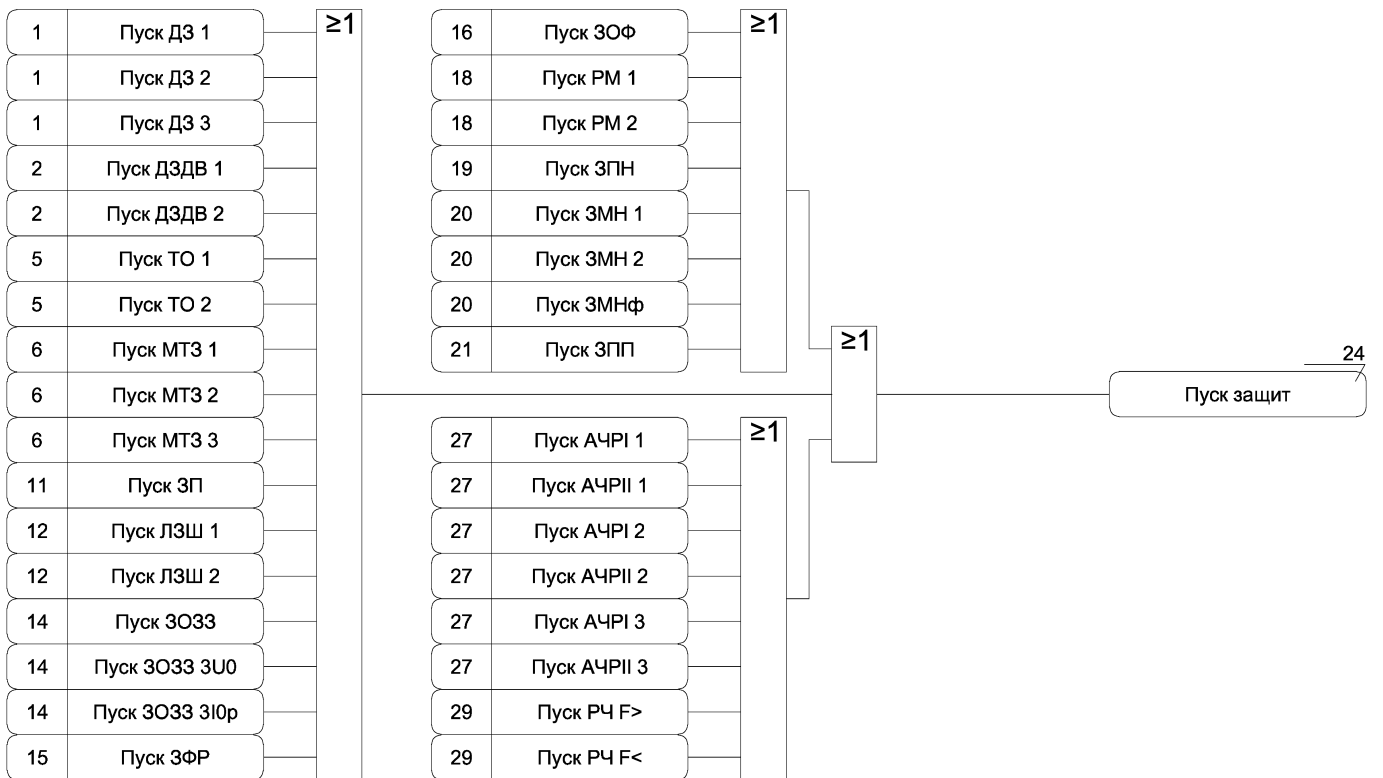 1 Пуск ДЗ 1
1 Пуск ДЗ 2
1 Пуск ДЗ 3
2 Пуск ДЗДВ 1
2 Пуск ДЗДВ 2
5 Пуск ТО 1
5 Пуск ТО 2
6 Пуск МТЗ 1
6 Пуск МТЗ 2
6 Пуск МТЗ 3
11 Пуск ЗП
12 Пуск ЛЗШ 1
12 Пуск ЛЗШ 2
14 Пуск ЗОЗЗ
14 Пуск ЗОЗЗ 3U0
14 Пуск ЗОЗЗ 3I0р
15 Пуск ЗФР
≥1
16 Пуск ЗОФ
18 Пуск РМ 1
18 Пуск РМ 2
19 Пуск ЗПН
20 Пуск ЗМН 1
20 Пуск ЗМН 2
20 Пуск ЗМНф
21 Пуск ЗПП
≥1
27 Пуск АЧРI 1
27 Пуск АЧРII 1
27 Пуск АЧРI 2
27 Пуск АЧРII 2
27 Пуск АЧРI 3
27 Пуск АЧРII 3
29 Пуск РЧ F>
29 Пуск РЧ F<
≥1
≥1
24
Пуск защит